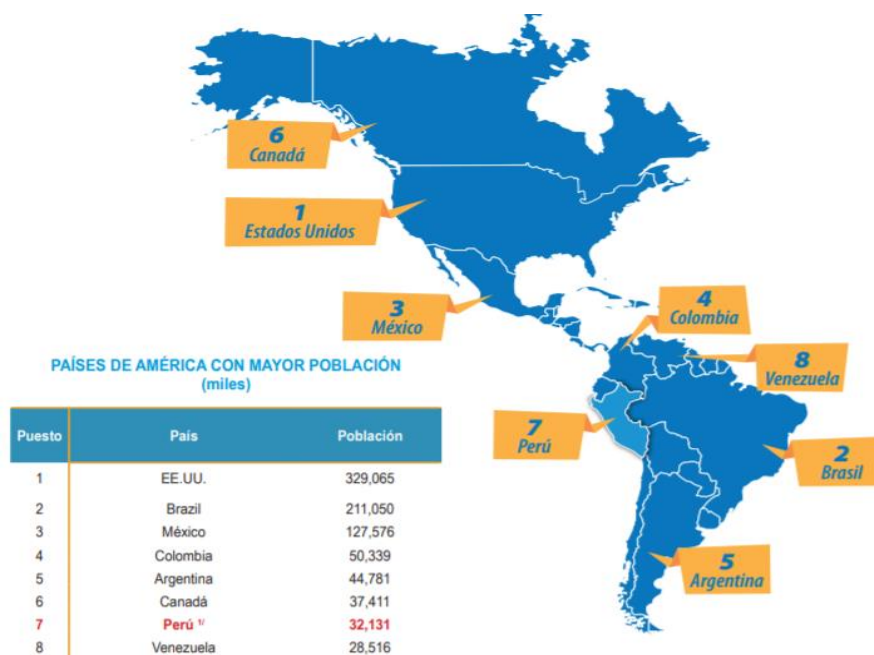 6
Canadá
1
Estados Unidos
3
México
4
Colombia
8
Venezuela
7
Perú
2
Brasil
5
Argentina
PAÍSES DE AMÉRICA CON MAYOR POBLACIÓN
(miles)
Puesto País Población
1 EE.UU. 329,065
2 Brazil 211,050
3 México 127,576
4 Colombia 50,339
5 Argentina 44,781
6 Canadá 37,411
7 Perú 1/ 32,131
8 Venezuela 28,516